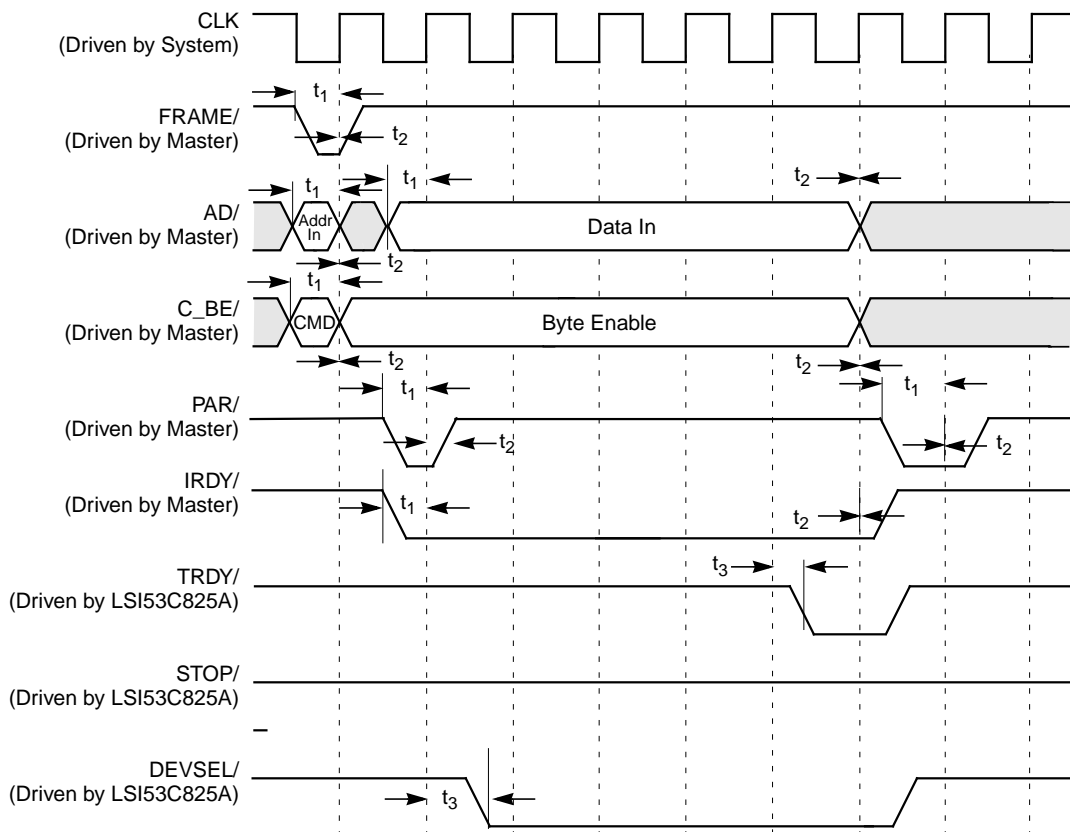 CLK
(Driven by System)
t1
FRAME/
(Driven by Master)
t2
t1
t1
t2
AD/
(Driven by Master)
Addr
In
Data In
t2
t1
C_BE/
(Driven by Master)
CMD
Byte Enable
t2
t2
t1
t1
PAR/
(Driven by Master)
t2
t2
IRDY/
(Driven by Master)
t1
t2
t3
TRDY/
(Driven by LSI53C825A)
STOP/
(Driven by LSI53C825A)
DEVSEL/
(Driven by LSI53C825A)
t3